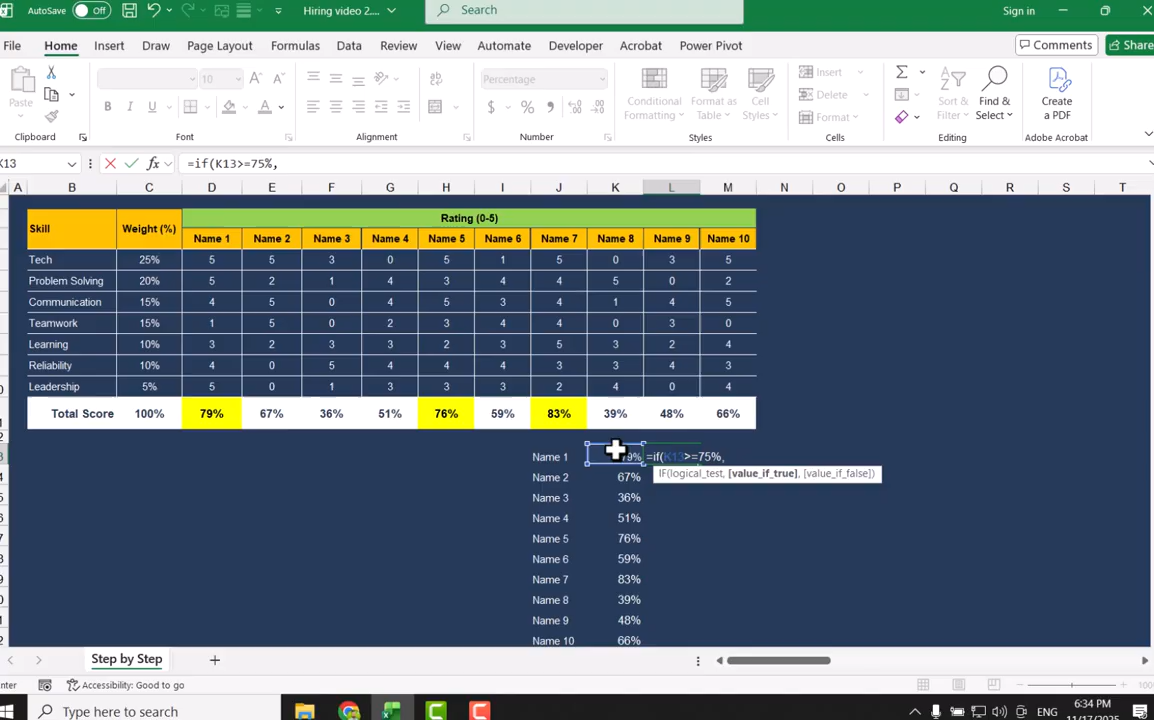 AutoSave Off Hiring video 2.... Search Sign in
File Home Insert Draw Page Layout Formulas Data Review View Automate Developer Acrobat Power Pivot Comments Share
Paste 10 Percentage Conditional Formatting Format as Table Cell Styles Insert Delete Format Sort & Filter Find & Select Create a PDF
Clipboard Font Alignment Number Styles Cells Editing Adobe Acrobat
K13 =if(K13>=75%,
A B C D E F G H I J K L M N O P Q R S T
Skill Weight (%) Rating (0-5)
Name 1 Name 2 Name 3 Name 4 Name 5 Name 6 Name 7 Name 8 Name 9 Name 10
Tech 25% 5 5 3 0 5 1 5 0 3 5
Problem Solving 20% 5 2 1 4 3 4 4 5 0 2
Communication 15% 4 5 0 4 5 3 4 1 4 5
Teamwork 15% 1 5 0 2 3 4 4 0 3 0
Learning 10% 3 2 3 3 2 3 5 3 2 4
Reliability 10% 4 0 5 4 4 4 3 3 4 3
Leadership 5% 5 0 1 3 3 3 2 4 0 4
Total Score 100% 79% 67% 36% 51% 76% 59% 83% 39% 48% 66%
Name 1 79% =if(K13>=75%,
IF(logical_test, [value_if_true], [value_if_false])
Name 2 67%
Name 3 36%
Name 4 51%
Name 5 76%
Name 6 59%
Name 7 83%
Name 8 39%
Name 9 48%
Name 10 66%
Step by Step
Accessibility: Good to go
Type here to search ENG 6:34 PM